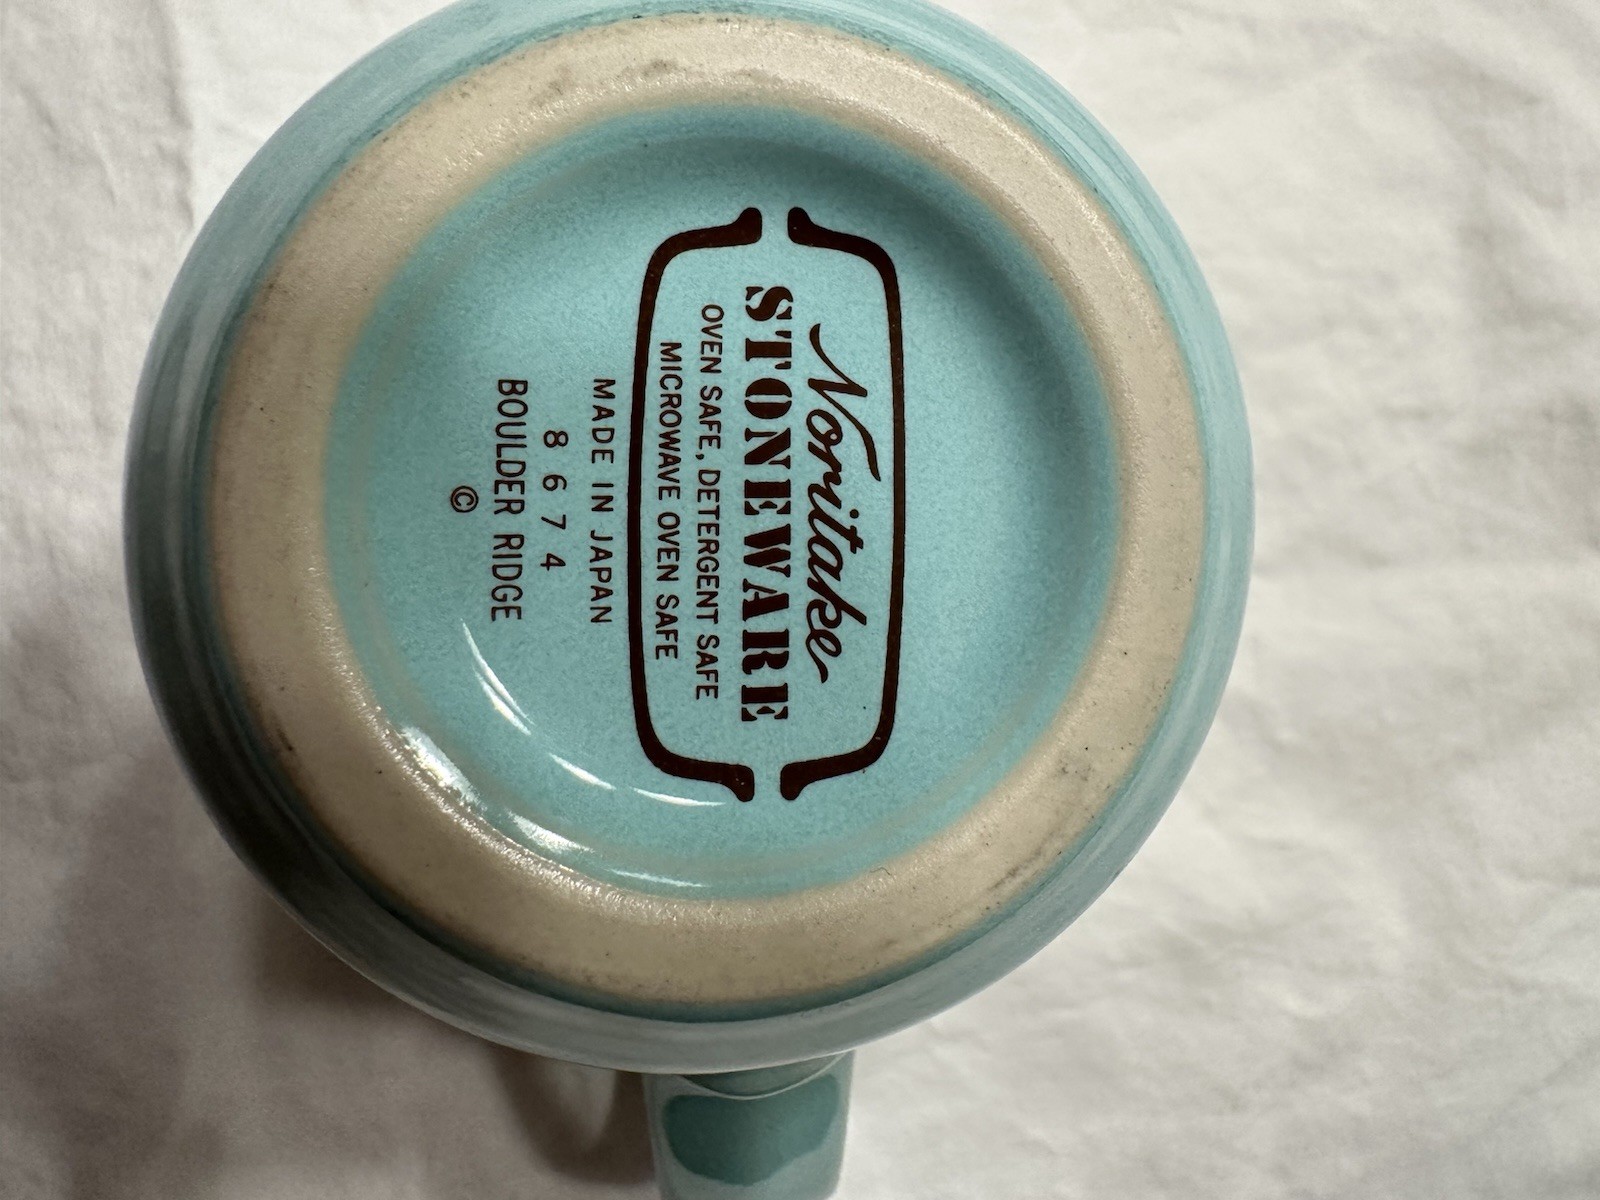 Noritake
STONEWARE
OVEN SAFE, DETERGENT SAFE
MICROWAVE OVEN SAFE
MADE IN JAPAN
8674
BOULDER RIDGE
©